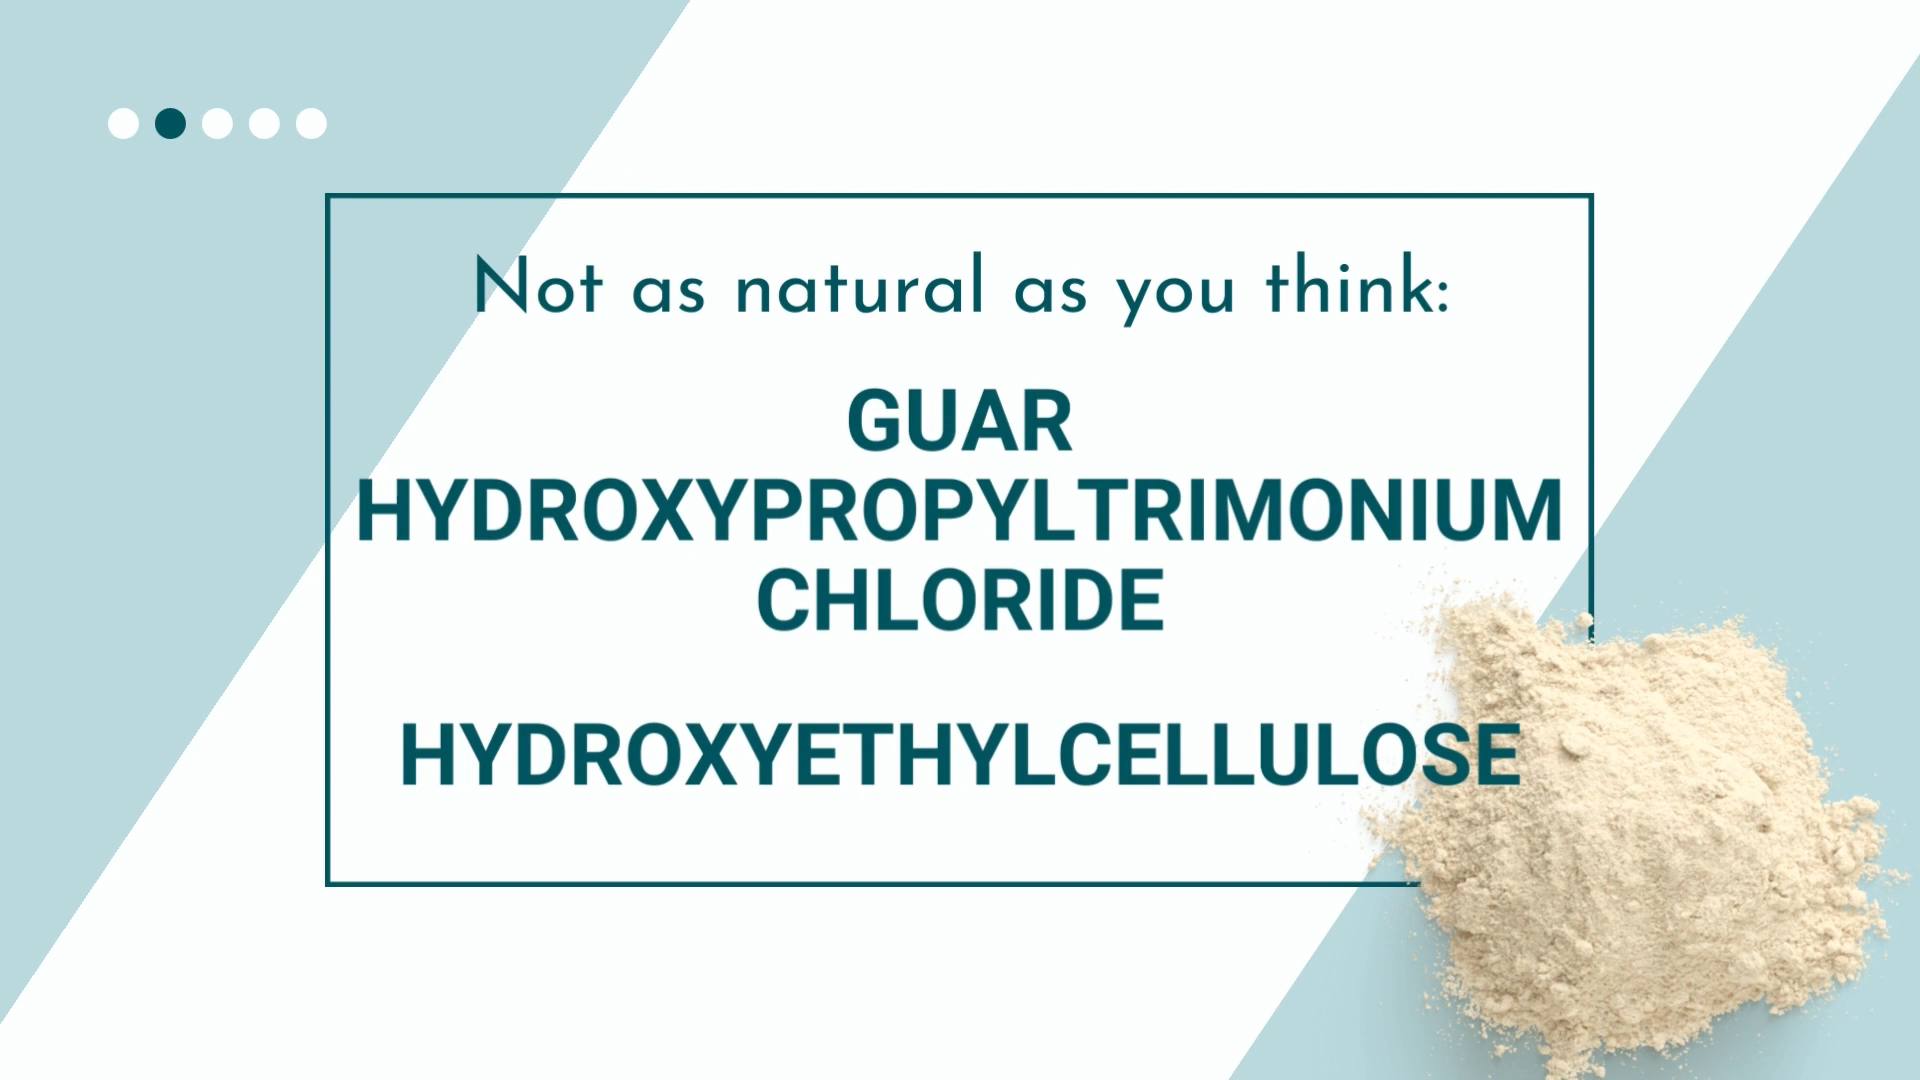 Not as natural as you think:
GUAR
HYDROXYPROPYLTRIMONIUM
CHLORIDE
HYDROXYETHYLCELLULOSE